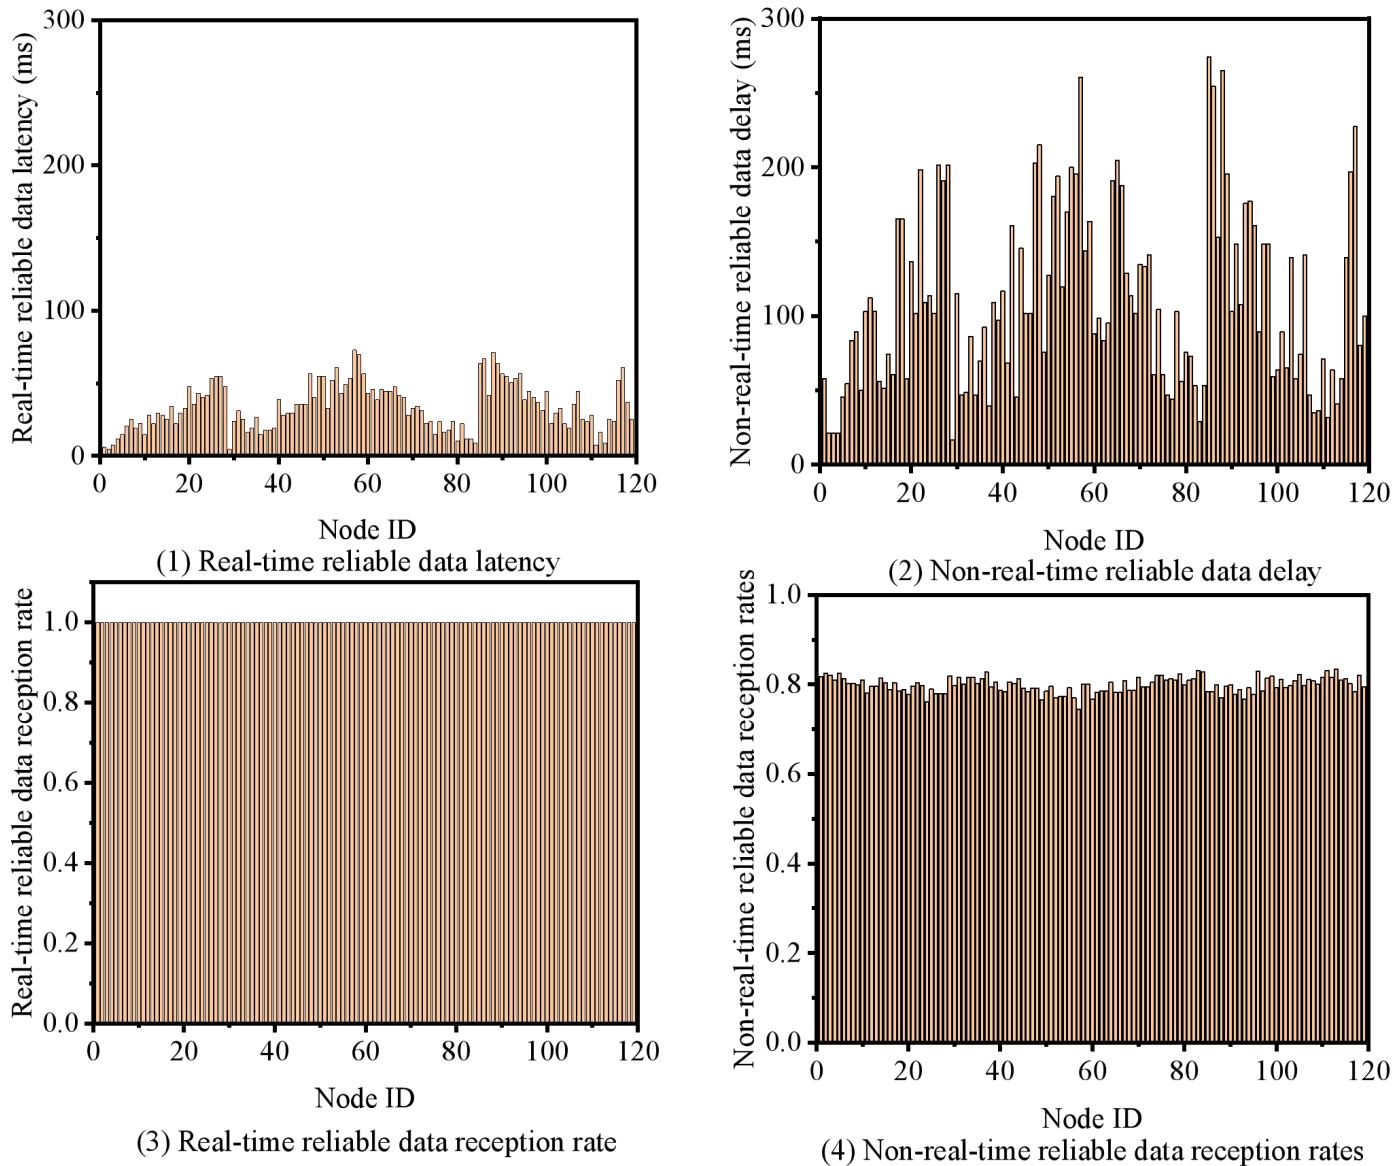 Real-time reliable data latency (ms)
300
200
100
0
0 20 40 60 80 100 120
Node ID
(1) Real-time reliable data latency
Non-real-time reliable data delay (ms)
300
200
100
0
0 20 40 60 80 100 120
Node ID
(2) Non-real-time reliable data delay
Real-time reliable data reception rate
1.0
0.8
0.6
0.4
0.2
0.0
0 20 40 60 80 100 120
Node ID
(3) Real-time reliable data reception rate
Non-real-time reliable data reception rates
1.0
0.8
0.6
0.4
0.2
0.0
0 20 40 60 80 100 120
Node ID
(4) Non-real-time reliable data reception rates